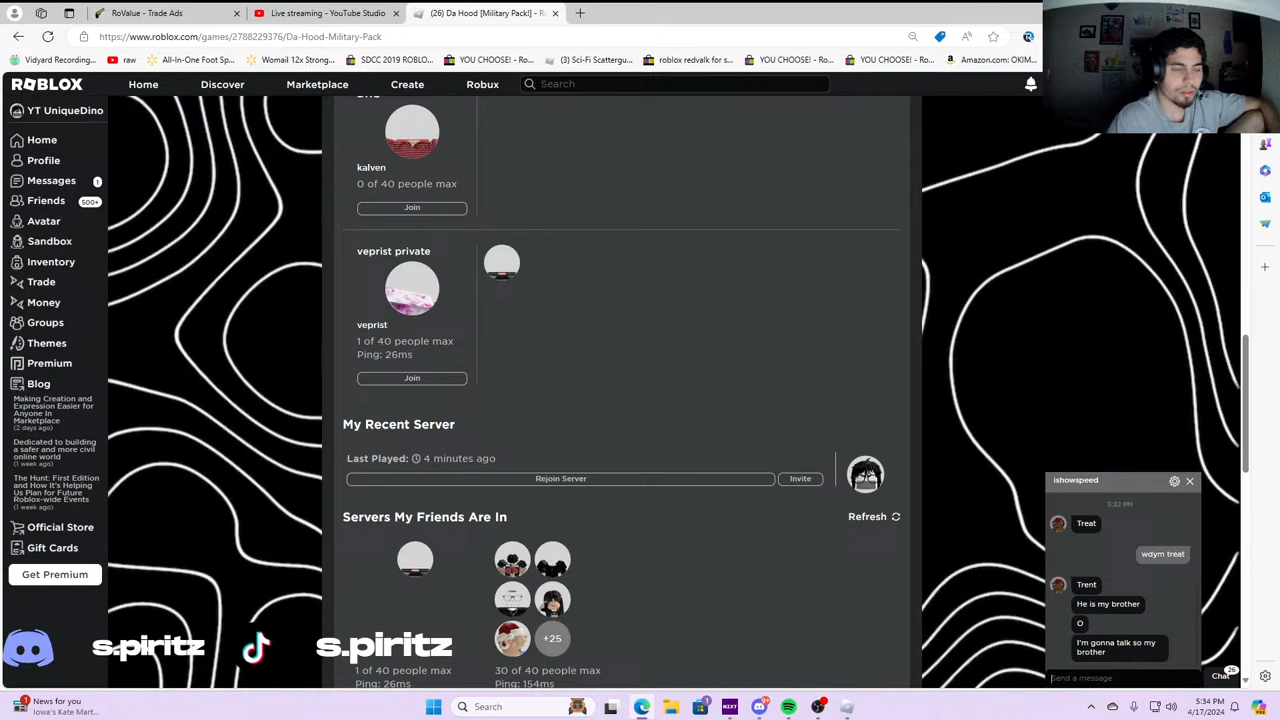 RoValue - Trade Ads
Live streaming - YouTube Studio
(26) Da Hood [Military Pack!] - R
https://www.roblox.com/games/2788229376/Da-Hood-Military-Pack
Vidyard Recording...
raw
All-In-One Foot Sp...
Womail 12x Strong...
SDCC 2019 ROBLO...
YOU CHOOSE! - Ro...
(3) Sci-Fi Scattergu...
roblox redvalk for s...
YOU CHOOSE! - Ro...
YOU CHOOSE! - Ro...
Amazon.com: OKIM...
ROBLOX
Home
Discover
Marketplace
Create
Robux
Search
YT UniqueDino
Home
Profile
Messages 1
Friends 500+
Avatar
Sandbox
Inventory
Trade
Money
Groups
Themes
Premium
Blog
Making Creation and
Expression Easier for
Anyone In
Marketplace
(2 days ago)
Dedicated to building
a safer and more civil
online world
(1 week ago)
The Hunt: First Edition
and How It's Helping
Us Plan for Future
Roblox-wide Events
(1 week ago)
Official Store
Gift Cards
Get Premium
kalven
0 of 40 people max
Join
veprist private
veprist
1 of 40 people max
Ping: 26ms
Join
My Recent Server
Last Played: 4 minutes ago
Rejoin Server
Invite
Servers My Friends Are In
Refresh
+25
1 of 40 people max
Ping: 26ms
30 of 40 people max
Ping: 154ms
ishowspeed
5:32 PM
Treat
wdym treat
Trent
He is my brother
O
I'm gonna talk so my
brother
Send a message
Chat
26
s.piritz
s.piritz
News for you
Iowa's Kate Mart...
1
Search
NZXT
5:34 PM
4/17/2024